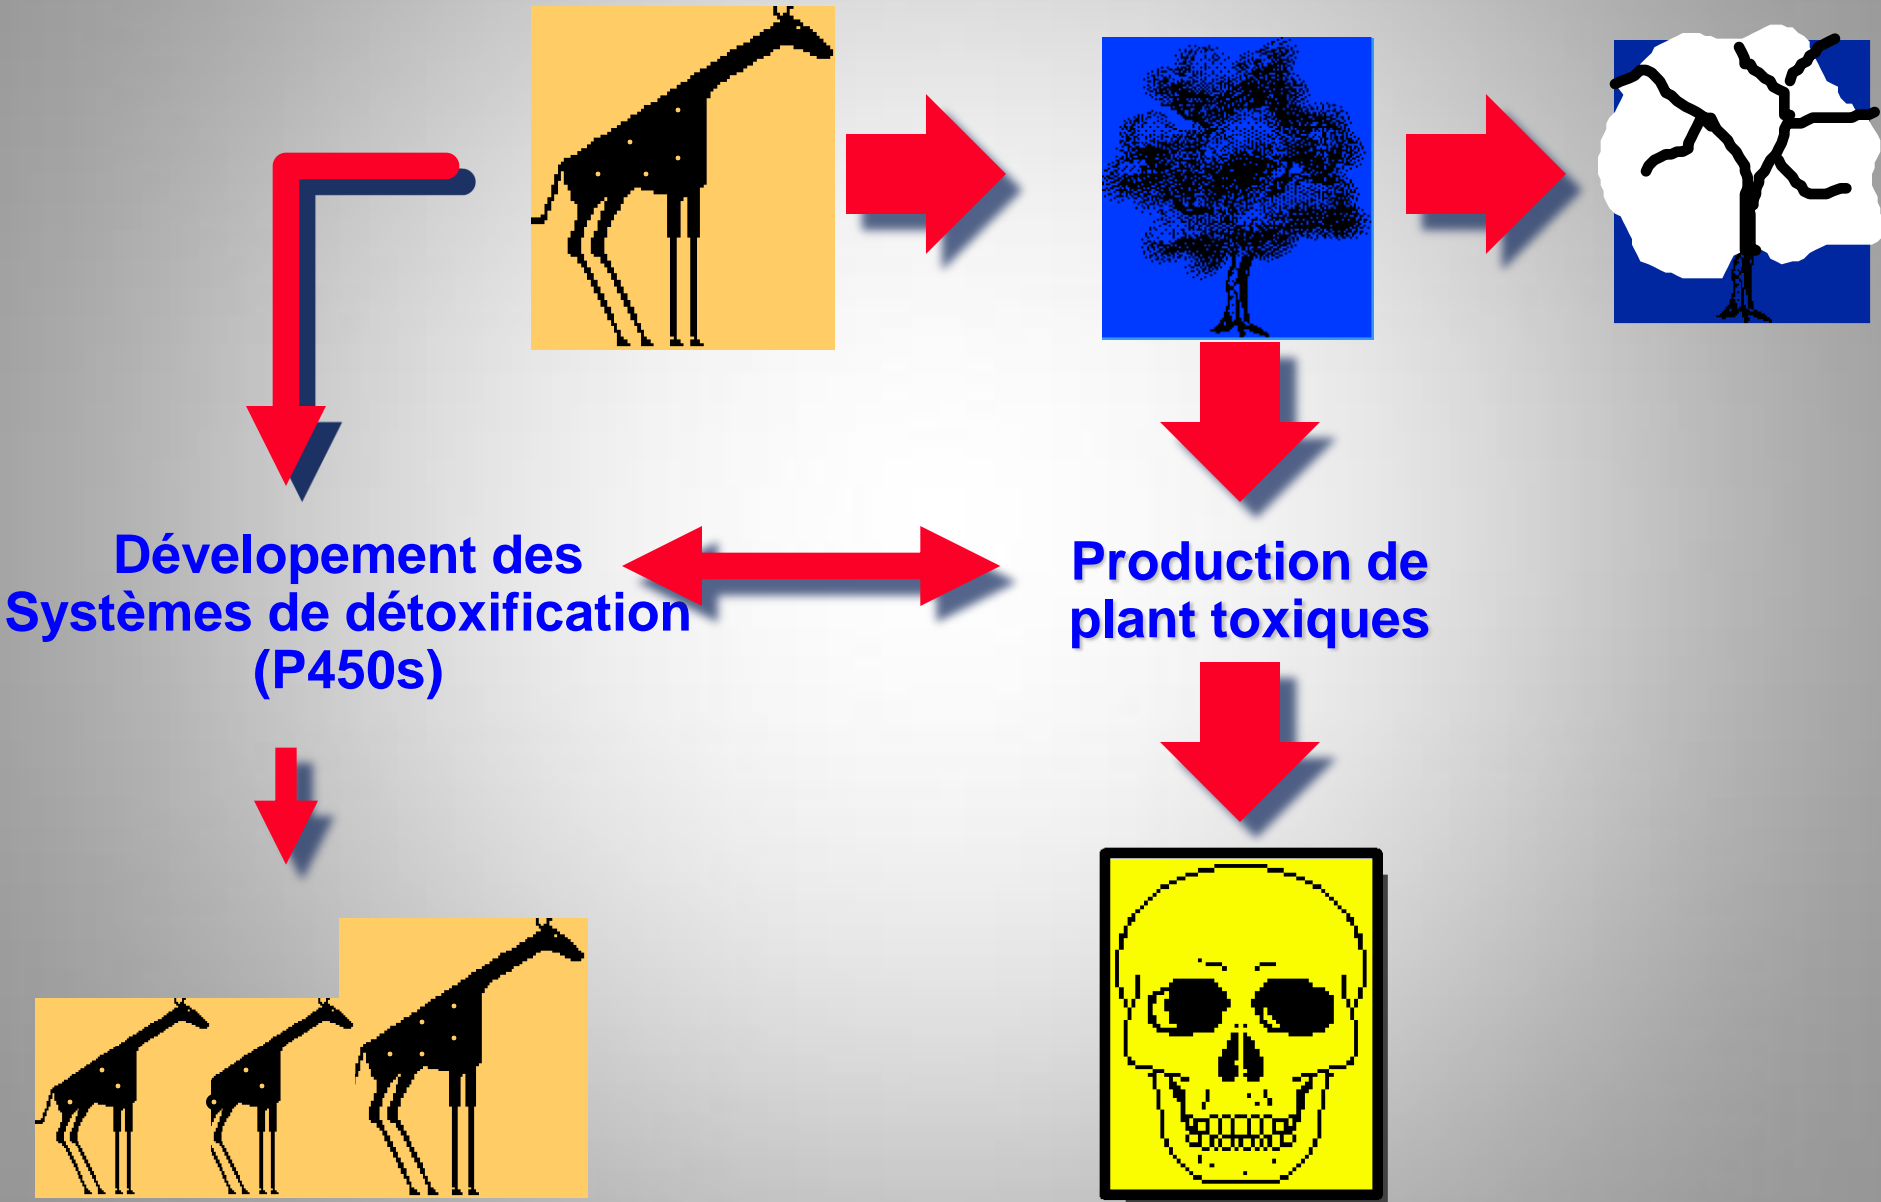 Dévelopement des
Systèmes de détoxification
(P450s)
Production de
plant toxiques